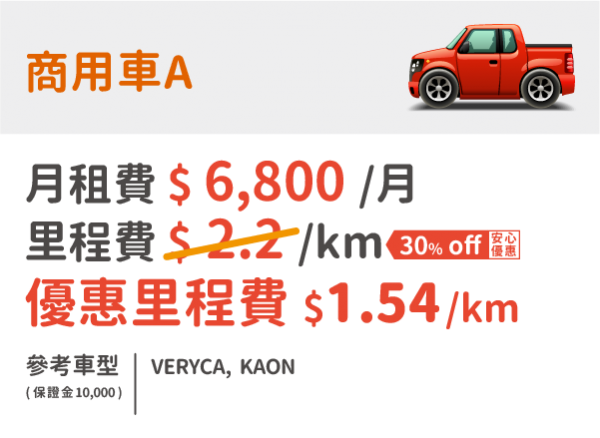 商用車A
月租費 $ 6,800 /月
里程費 $ 2.2 /km 30% off 安心優惠
優惠里程費 $1.54/km
參考車型 VERYCA, KAON
(保證金10,000)